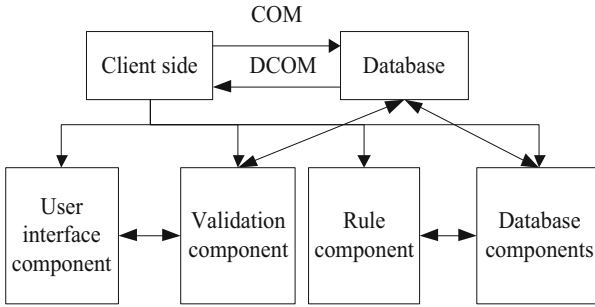 COM
Client side
DCOM
Database
User
interface
component
Validation
component
Rule
component
Database
components